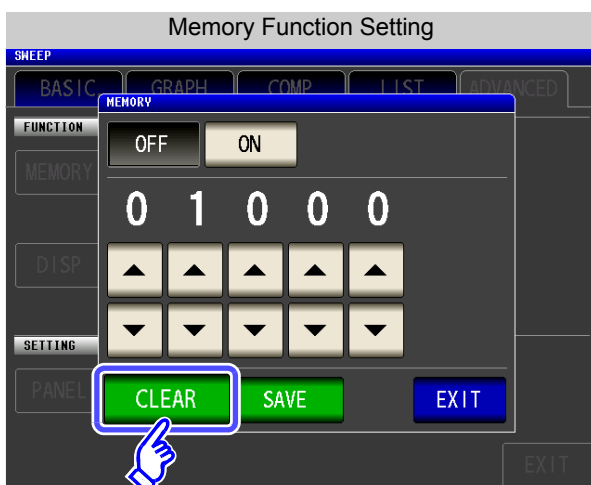 Memory Function Setting
SWEEP
BASIC GRAPH COMP LIST ADVANCED
MEMORY
FUNCTION
OFF ON
MEMORY
0 1 0 0 0
DISP
SETTING
PANEL
CLEAR SAVE EXIT
EXIT